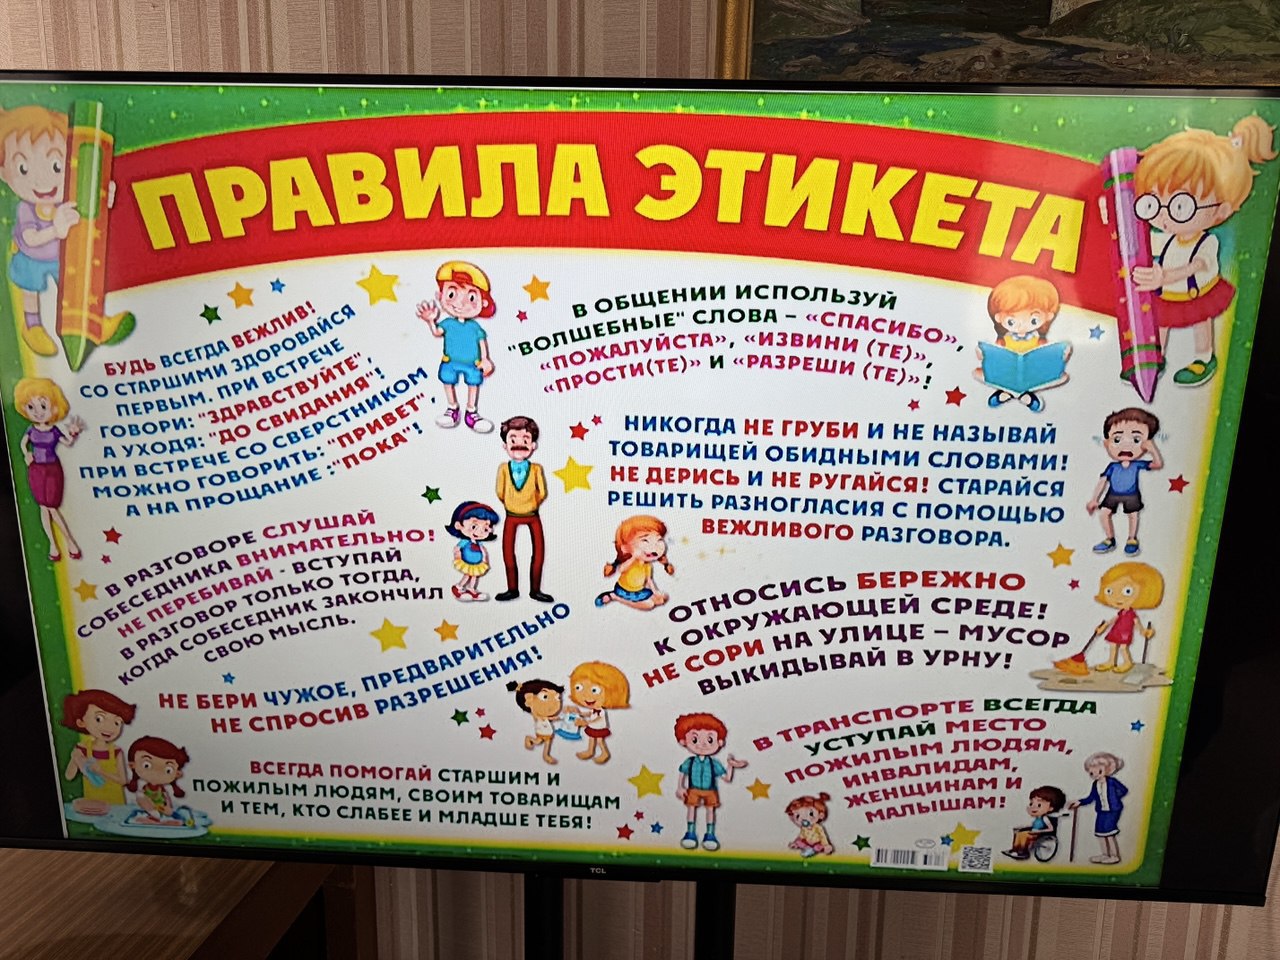 ПРАВИЛА ЭТИКЕТА
БУДЬ ВСЕГДА ВЕЖЛИВ!
СО СТАРШИМИ ЗДОРОВАЙСЯ
ПЕРВЫМ. ПРИ ВСТРЕЧЕ
ГОВОРИ: "ЗДРАВСТВУЙТЕ",
А УХОДЯ: "ДО СВИДАНИЯ"!
ПРИ ВСТРЕЧЕ СО СВЕРСТНИКОМ
МОЖНО ГОВОРИТЬ: "ПРИВЕТ",
А НА ПРОЩАНИЕ :"ПОКА"!
В РАЗГОВОРЕ СЛУШАЙ
СОБЕСЕДНИКА ВНИМАТЕЛЬНО!
НЕ ПЕРЕБИВАЙ - ВСТУПАЙ
В РАЗГОВОР ТОЛЬКО ТОГДА,
КОГДА СОБЕСЕДНИК ЗАКОНЧИЛ
СВОЮ МЫСЛЬ.
НЕ БЕРИ ЧУЖОЕ, ПРЕДВАРИТЕЛЬНО
НЕ СПРОСИВ РАЗРЕШЕНИЯ!
ВСЕГДА ПОМОГАЙ СТАРШИМ И
ПОЖИЛЫМ ЛЮДЯМ, СВОИМ ТОВАРИЩАМ
И ТЕМ, КТО СЛАБЕЕ И МЛАДШЕ ТЕБЯ!
В ОБЩЕНИИ ИСПОЛЬЗУЙ
"ВОЛШЕБНЫЕ" СЛОВА – «СПАСИБО»,
«ПОЖАЛУЙСТА», «ИЗВИНИ (ТЕ)»,
«ПРОСТИ(ТЕ)» И «РАЗРЕШИ (ТЕ)»!
НИКОГДА НЕ ГРУБИ И НЕ НАЗЫВАЙ
ТОВАРИЩЕЙ ОБИДНЫМИ СЛОВАМИ!
НЕ ДЕРИСЬ И НЕ РУГАЙСЯ! СТАРАЙСЯ
РЕШИТЬ РАЗНОГЛАСИЯ С ПОМОЩЬЮ
ВЕЖЛИВОГО РАЗГОВОРА.
ОТНОСИСЬ БЕРЕЖНО
К ОКРУЖАЮЩЕЙ СРЕДЕ!
НЕ СОРИ НА УЛИЦЕ – МУСОР
ВЫКИДЫВАЙ В УРНУ!
В ТРАНСПОРТЕ ВСЕГДА
УСТУПАЙ МЕСТО
ПОЖИЛЫМ ЛЮДЯМ,
ИНВАЛИДАМ,
ЖЕНЩИНАМ И
МАЛЫШАМ!
TCL